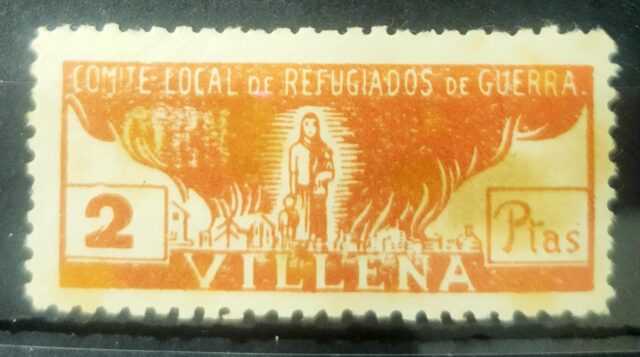 COMITE LOCAL DE REFUGIADOS DE GUERRA.
2
Ptas
VILLENA